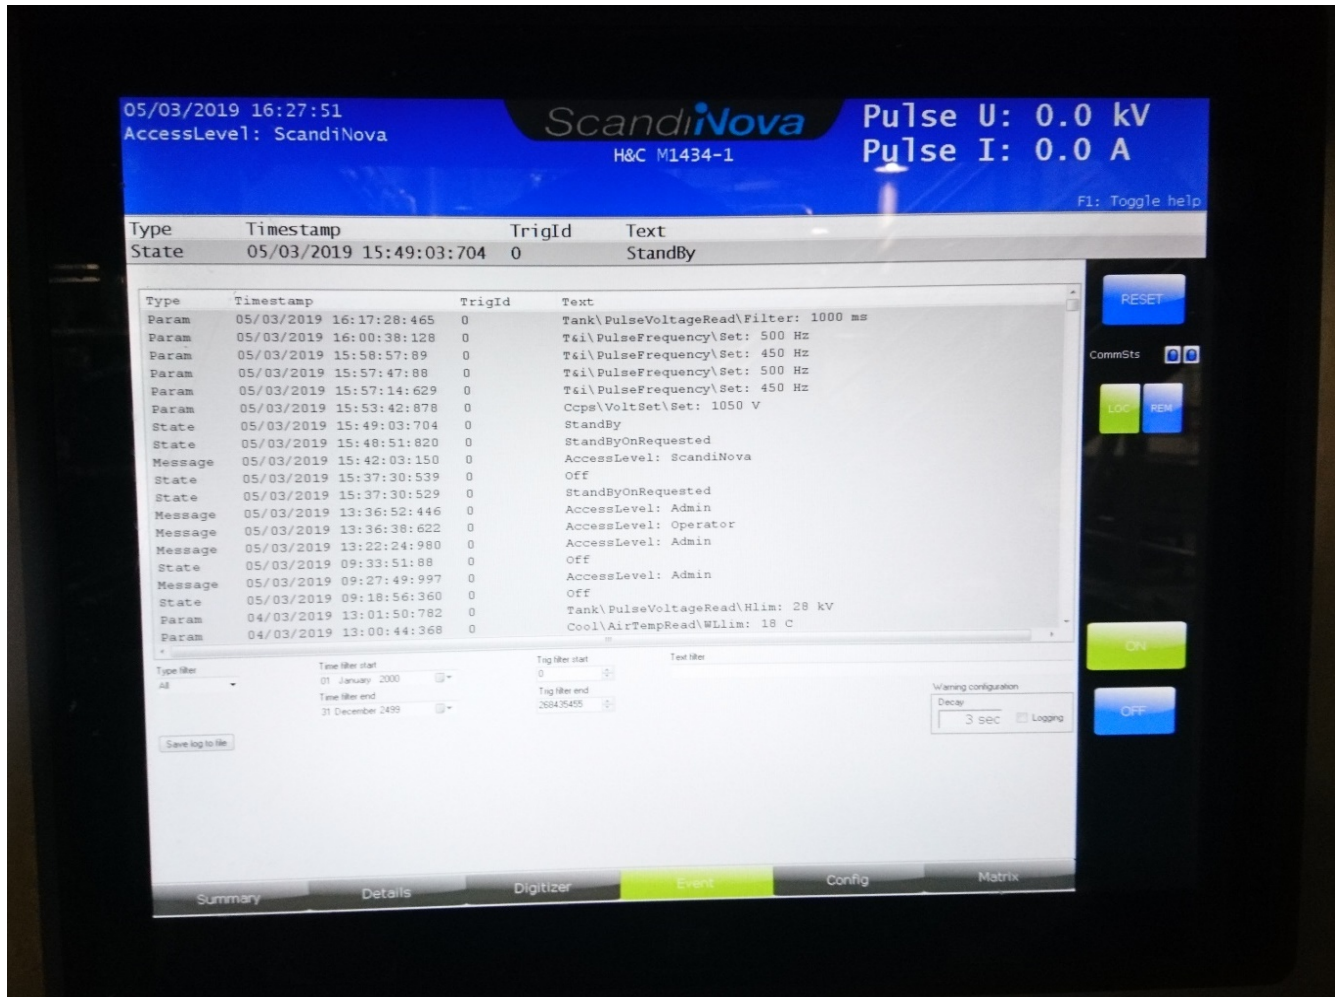 05/03/2019 16:27:51
AccessLevel: ScandiNova
ScandiNova
H&C M1434-1
Pulse U: 0.0 kV
Pulse I: 0.0 A
F1: Toggle help
Type Timestamp TrigId Text
State 05/03/2019 15:49:03:704 0 StandBy
Type Timestamp TrigId Text
Param 05/03/2019 16:17:28:465 0 Tank\PulseVoltageRead\Filter: 1000 ms
Param 05/03/2019 16:00:38:128 0 T&i\PulseFrequency\Set: 500 Hz
Param 05/03/2019 15:58:57:89 0 T&i\PulseFrequency\Set: 450 Hz
Param 05/03/2019 15:57:47:88 0 T&i\PulseFrequency\Set: 500 Hz
Param 05/03/2019 15:57:14:629 0 T&i\PulseFrequency\Set: 450 Hz
Param 05/03/2019 15:53:42:878 0 Ccps\VoltSet\Set: 1050 V
State 05/03/2019 15:49:03:704 0 StandBy
State 05/03/2019 15:48:51:820 0 StandByOnRequested
Message 05/03/2019 15:42:03:150 0 AccessLevel: ScandiNova
State 05/03/2019 15:37:30:539 0 Off
State 05/03/2019 15:37:30:529 0 StandByOnRequested
Message 05/03/2019 13:36:52:446 0 AccessLevel: Admin
Message 05/03/2019 13:36:38:622 0 AccessLevel: Operator
Message 05/03/2019 13:22:24:980 0 AccessLevel: Admin
State 05/03/2019 09:33:51:88 0 Off
Message 05/03/2019 09:27:49:997 0 AccessLevel: Admin
State 05/03/2019 09:18:56:360 0 Off
Param 04/03/2019 13:01:50:782 0 Tank\PulseVoltageRead\Hlim: 28 kV
Param 04/03/2019 13:00:44:368 0 Cool\AirTempRead\WLlim: 18 C
RESET
CommSts 0 0
LOC REM
ON
OFF
Type filter Time filter start Trig filter start Text filter
All 01 January 2000 0
Time filter end Trig filter end
31 December 2499 268435455
Warning configuration
Decay
3 sec Logging
Save log to file
Summary Details Digitizer Event Config Matrix